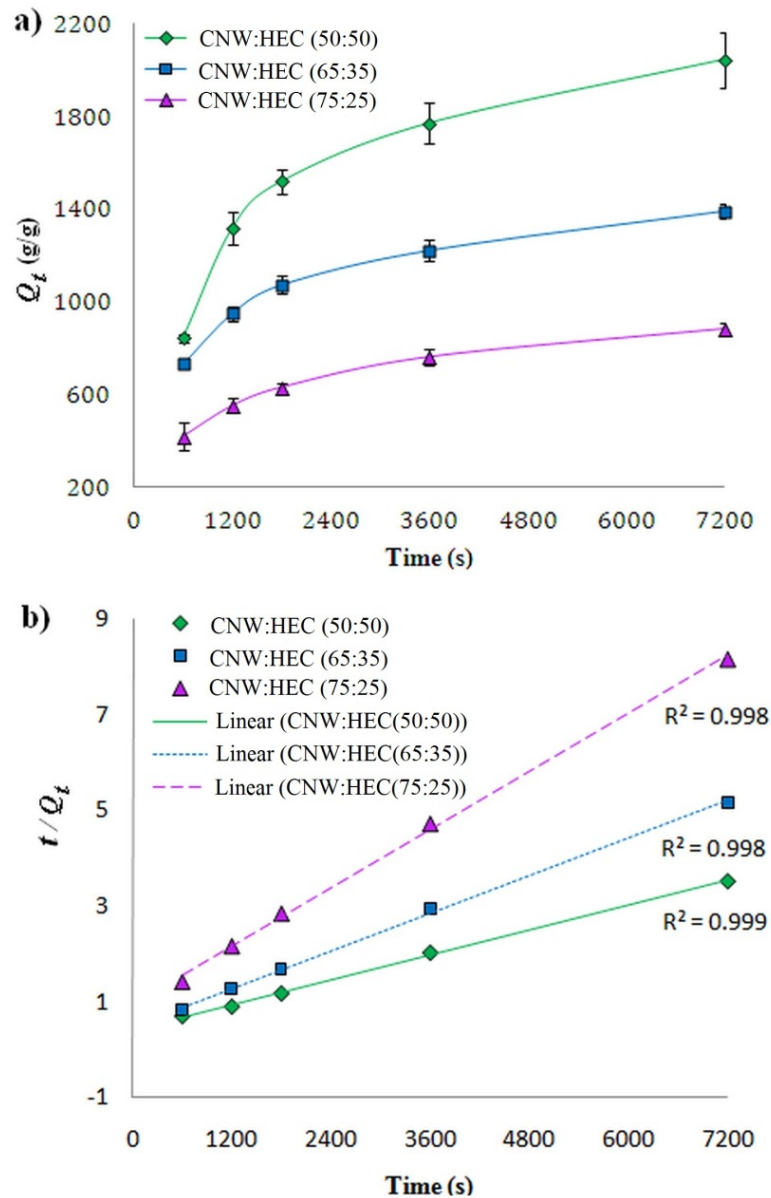 a)
2200
1800
1400
1000
600
200
Qt (g/g)
CNW:HEC (50:50)
CNW:HEC (65:35)
CNW:HEC (75:25)
0 1200 2400 3600 4800 6000 7200
Time (s)
b)
9
7
5
3
1
-1
t / Qt
CNW:HEC (50:50)
CNW:HEC (65:35)
CNW:HEC (75:25)
Linear (CNW:HEC(50:50))
Linear (CNW:HEC(65:35))
Linear (CNW:HEC(75:25))
R² = 0.998
R² = 0.998
R² = 0.999
0 1200 2400 3600 4800 6000 7200
Time (s)